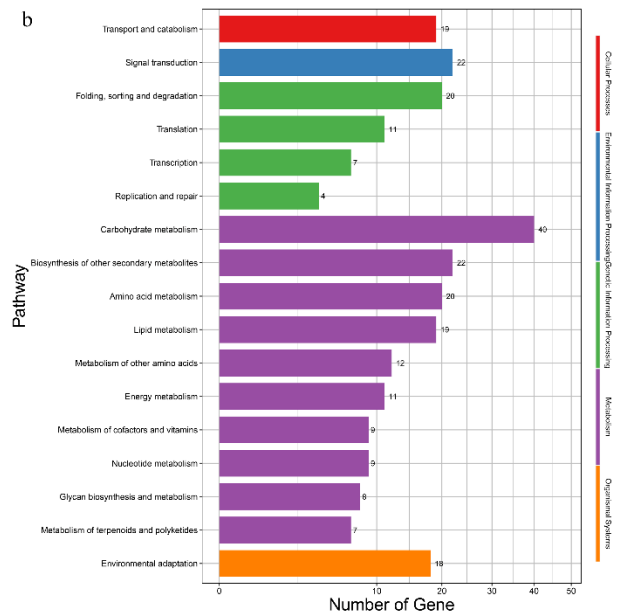 b
Transport and catabolism 19
Signal transduction 22
Folding, sorting and degradation 20
Translation 11
Transcription 7
Replication and repair 4
Carbohydrate metabolism 40
Biosynthesis of other secondary metabolites 22
Amino acid metabolism 20
Lipid metabolism 19
Metabolism of other amino acids 12
Energy metabolism 11
Metabolism of cofactors and vitamins 9
Nucleotide metabolism 9
Glycan biosynthesis and metabolism 8
Metabolism of terpenoids and polyketides 7
Environmental adaptation 18
0 10 20 30 40 50
Number of Gene
Pathway
Cellular Processes
Environmental Information Processing
Genetic Information Processing
Metabolism
Organismal Systems